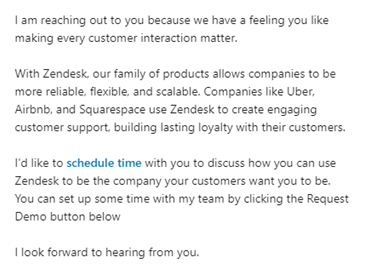 I am reaching out to you because we have a feeling you like
making every customer interaction matter.
With Zendesk, our family of products allows companies to be
more reliable, flexible, and scalable. Companies like Uber,
Airbnb, and Squarespace use Zendesk to create engaging
customer support, building lasting loyalty with their customers.
I'd like to schedule time with you to discuss how you can use
Zendesk to be the company your customers want you to be.
You can set up some time with my team by clicking the Request
Demo button below
I look forward to hearing from you.